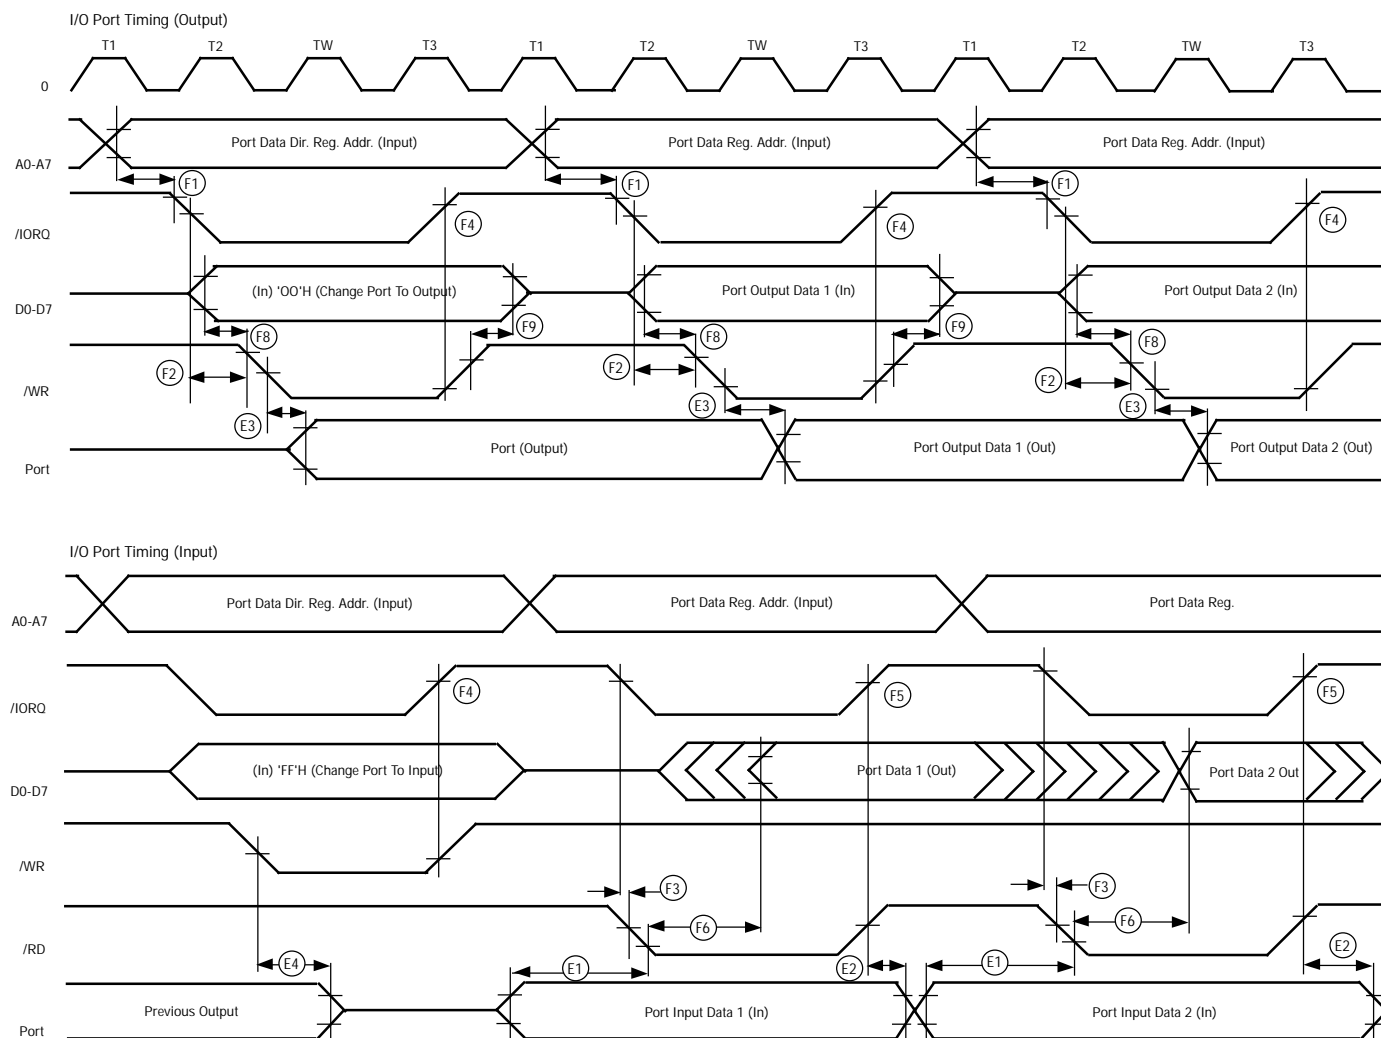 I/O Port Timing (Output)
T1 T2 TW T3 T1 T2 TW T3 T1 T2 TW T3
0
A0-A7 Port Data Dir. Reg. Addr. (Input) Port Data Reg. Addr. (Input) Port Data Reg. Addr. (Input)
F1 F1 F1
/IORQ F4 F4 F4
D0-D7 (In) 'OO'H (Change Port To Output) Port Output Data 1 (In) Port Output Data 2 (In)
F8 F9 F8 F9 F8
F2 F2 F2
/WR
E3 E3 E3
Port Port (Output) Port Output Data 1 (Out) Port Output Data 2 (Out)
I/O Port Timing (Input)
A0-A7 Port Data Dir. Reg. Addr. (Input) Port Data Reg. Addr. (Input) Port Data Reg.
/IORQ F4 F5 F5
D0-D7 (In) 'FF'H (Change Port To Input) Port Data 1 (Out) Port Data 2 Out
/WR
F3 F3
/RD F6 F6
E4 E1 E2 E1 E2
Port Previous Output Port Input Data 1 (In) Port Input Data 2 (In)